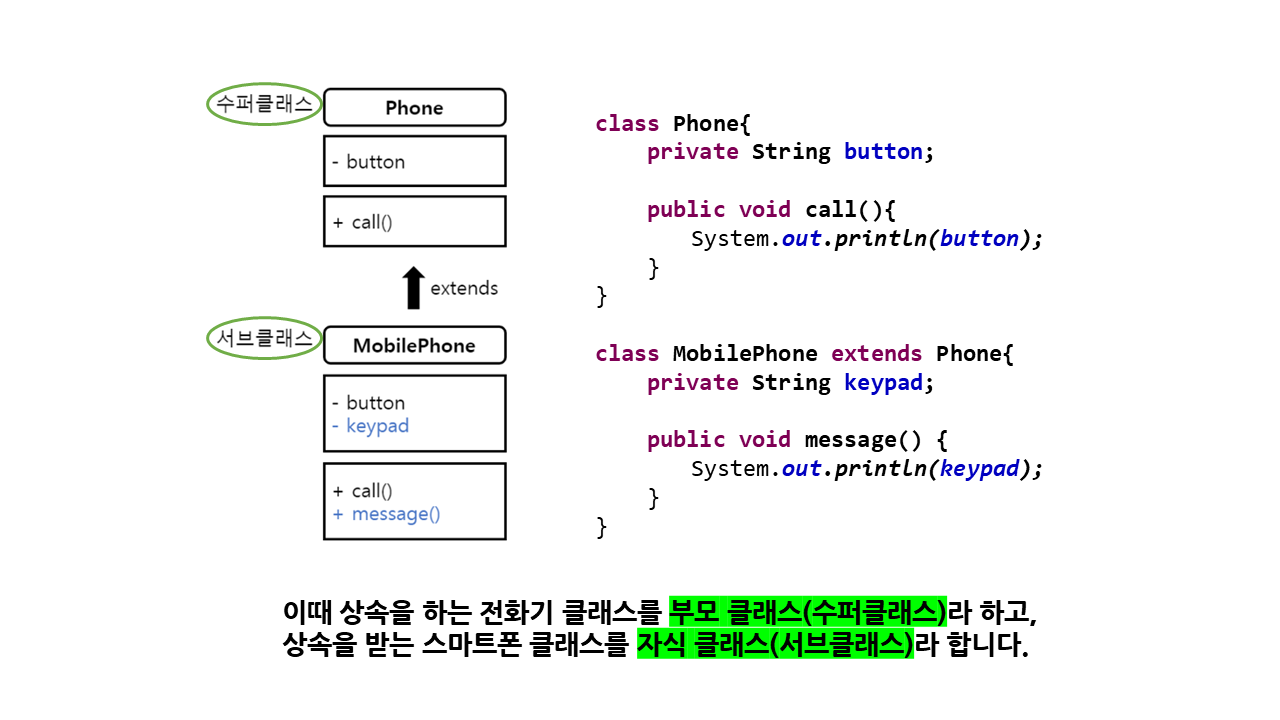 수퍼클래스
Phone
- button
+ call()
extends
서브클래스
MobilePhone
- button
- keypad
+ call()
+ message()
class Phone{
private String button;
public void call(){
System.out.println(button);
}
}
class MobilePhone extends Phone{
private String keypad;
public void message() {
System.out.println(keypad);
}
}
이때 상속을 하는 전화기 클래스를 부모 클래스(수퍼클래스)라 하고,
상속을 받는 스마트폰 클래스를 자식 클래스(서브클래스)라 합니다.